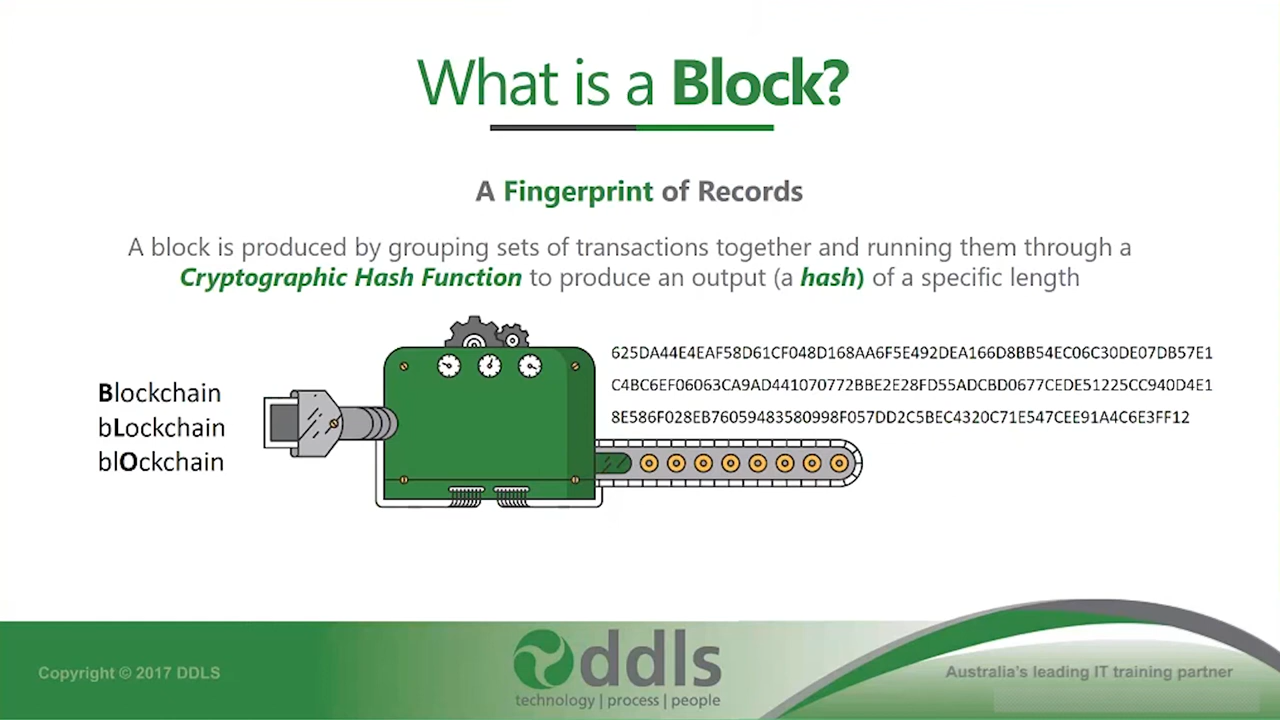 What is a Block?
A Fingerprint of Records
A block is produced by grouping sets of transactions together and running them through a
Cryptographic Hash Function to produce an output (a hash) of a specific length
Blockchain
bLockchain
blOckchain
625DA44E4EAF58D61CF048D168AA6F5E492DEA166D8BB54EC06C30DE07DB57E1
C4BC6EF06063CA9AD441070772BBE2E28FD55ADCBD0677CEDE51225CC940D4E1
8E586F028EB76059483580998F057DD2C5BEC4320C71E547CEE91A4C6E3FF12
Copyright © 2017 DDLS
ddls
technology | process | people
Australia's leading IT training partner